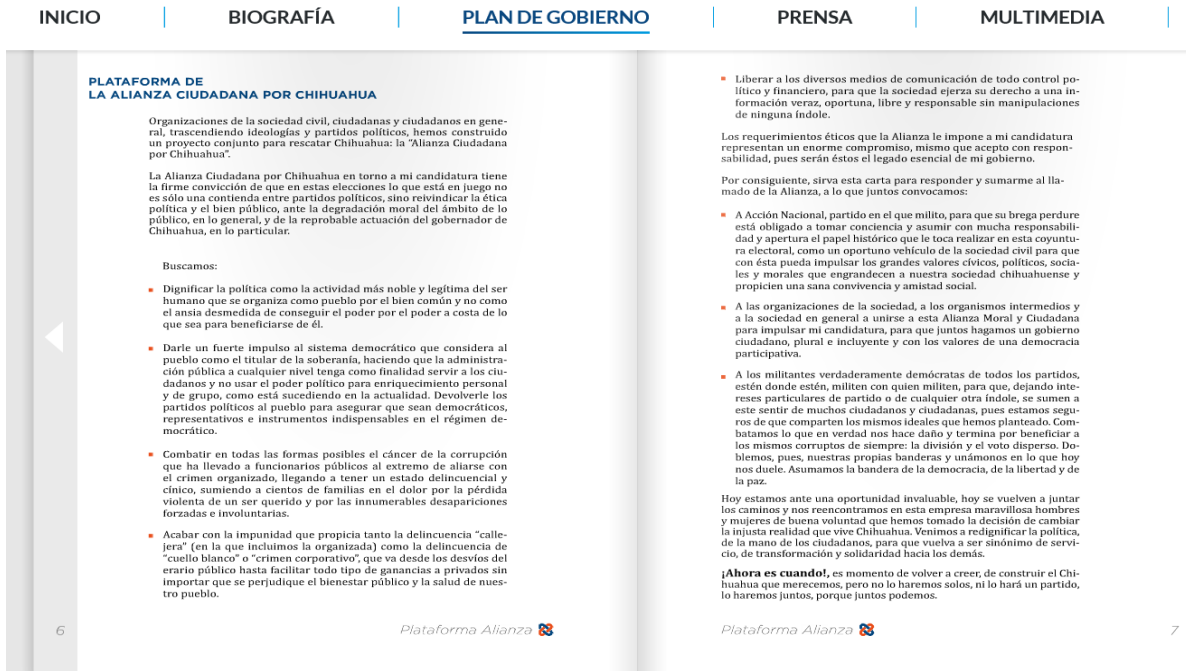 INICIO
BIOGRAFÍA
PLAN DE GOBIERNO
PRENSA
MULTIMEDIA
PLATAFORMA DE
LA ALIANZA CIUDADANA POR CHIHUAHUA
Organizaciones de la sociedad civil, ciudadanas y ciudadanos en gene-
ral, trascendiendo ideologías y partidos políticos, hemos construido
un proyecto conjunto para rescatar Chihuahua: la “Alianza Ciudadana
por Chihuahua”.
La Alianza Ciudadana por Chihuahua en torno a mi candidatura tiene
la firme convicción de que en estas elecciones lo que está en juego no
es sólo una contienda entre partidos políticos, sino reivindicar la ética
política y el bien público, ante la degradación moral del ámbito de lo
público, en lo general, y de la reprobable actuación del gobernador de
Chihuahua, en lo particular.
Buscamos:
Dignificar la política como la actividad más noble y legítima del ser
humano que se organiza como pueblo por el bien común y no como
el ansia desmedida de conseguir el poder por el poder a costa de lo
que sea para beneficiarse de él.
Darle un fuerte impulso al sistema democrático que considera al
pueblo como el titular de la soberanía, haciendo que la administra-
ción pública a cualquier nivel tenga como finalidad servir a los ciu-
dadanos y no usar el poder político para enriquecimiento personal
y de grupo, como está sucediendo en la actualidad. Devolverle los
partidos políticos al pueblo para asegurar que sean democráticos,
representativos e instrumentos indispensables en el régimen de-
mocrático.
Combatir en todas las formas posibles el cáncer de la corrupción
que ha llevado a funcionarios públicos al extremo de aliarse con
el crimen organizado, llegando a tener un estado delincuencial y
cínico, sumiendo a cientos de familias en el dolor por la pérdida
violenta de un ser querido y por las innumerables desapariciones
forzadas e involuntarias.
Acabar con la impunidad que propicia tanto la delincuencia “calle-
jera” (en la que incluimos la organizada) como la delincuencia de
“cuello blanco” o “crimen corporativo”, que va desde los desvíos del
erario público hasta facilitar todo tipo de ganancias a privados sin
importar que se perjudique el bienestar público y la salud de nues-
tro pueblo.
6
Plataforma Alianza
Liberar a los diversos medios de comunicación de todo control po-
lítico y financiero, para que la sociedad ejerza su derecho a una in-
formación veraz, oportuna, libre y responsable sin manipulaciones
de ninguna índole.
Los requerimientos éticos que la Alianza le impone a mi candidatura
representan un enorme compromiso, mismo que acepto con respon-
sabilidad, pues serán éstos el legado esencial de mi gobierno.
Por consiguiente, sirva esta carta para responder y sumarme al lla-
mado de la Alianza, a lo que juntos convocamos:
A Acción Nacional, partido en el que milito, para que su brega perdure
está obligado a tomar conciencia y asumir con mucha responsabili-
dad y apertura el papel histórico que le toca realizar en esta coyuntu-
ra electoral, como un oportuno vehículo de la sociedad civil para que
con ésta pueda impulsar los grandes valores cívicos, políticos, socia-
les y morales que engrandecen a nuestra sociedad chihuahuense y
propicien una sana convivencia y amistad social.
A las organizaciones de la sociedad, a los organismos intermedios y
a la sociedad en general a unirse a esta Alianza Moral y Ciudadana
para impulsar mi candidatura, para que juntos hagamos un gobierno
ciudadano, plural e incluyente y con los valores de una democracia
participativa.
A los militantes verdaderamente demócratas de todos los partidos,
estén donde estén, militen con quien militen, para que, dejando inte-
reses particulares de partido o de cualquier otra índole, se sumen a
este sentir de muchos ciudadanos y ciudadanas, pues estamos segu-
ros de que comparten los mismos ideales que hemos planteado. Com-
batamos lo que en verdad nos hace daño y termina por beneficiar a
los mismos corruptos de siempre: la división y el voto disperso. Do-
blemos, pues, nuestras propias banderas y unámonos en lo que hoy
nos duele. Asumamos la bandera de la democracia, de la libertad y de
la paz.
Hoy estamos ante una oportunidad invaluable, hoy se vuelven a juntar
los caminos y nos reencontramos en esta empresa maravillosa hombres
y mujeres de buena voluntad que hemos tomado la decisión de cambiar
la injusta realidad que vive Chihuahua. Venimos a redignificar la política,
de la mano de los ciudadanos, para que vuelva a ser sinónimo de servi-
cio, de transformación y solidaridad hacia los demás.
¡Ahora es cuando!, es momento de volver a creer, de construir el Chi-
huahua que merecemos, pero no lo haremos solos, ni lo hará un partido,
lo haremos juntos, porque juntos podemos.
Plataforma Alianza
7